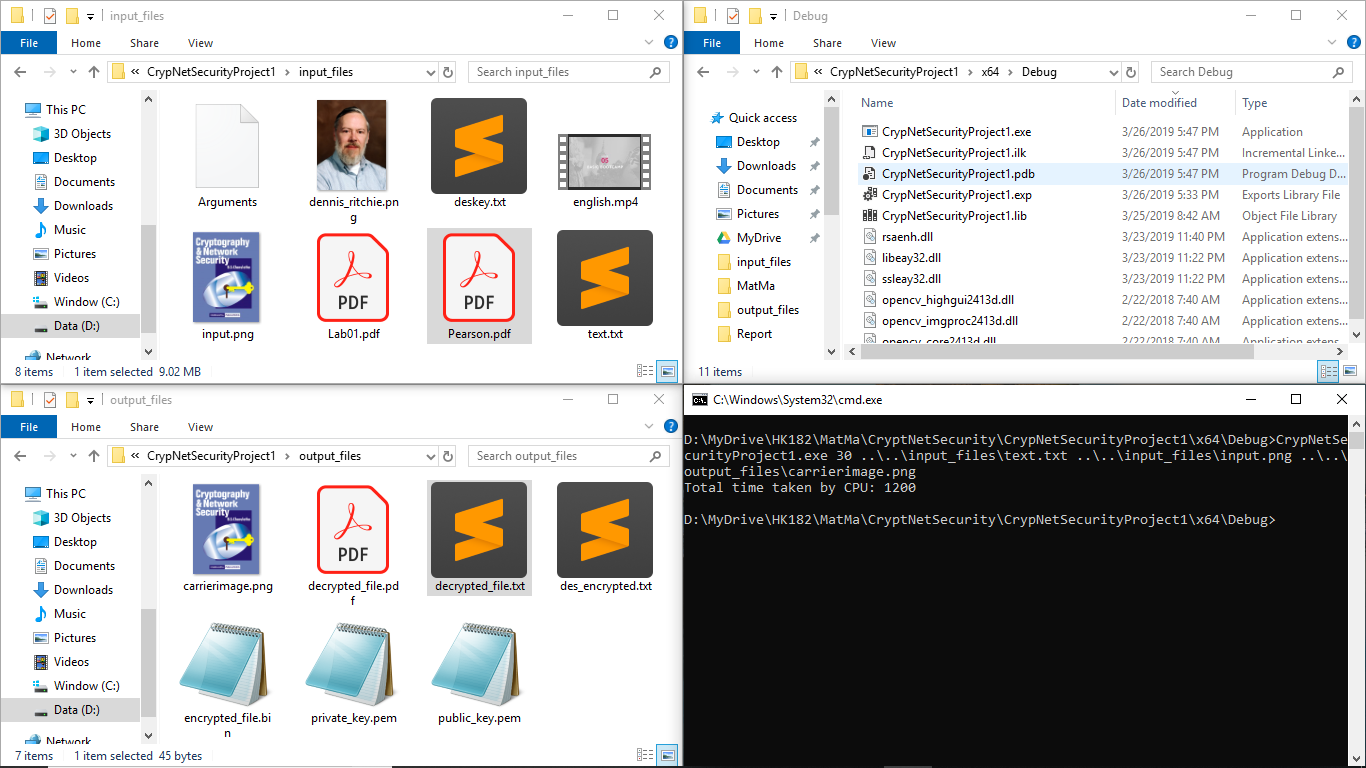 input_files
File Home Share View
« CrypNetSecurityProject1 › input_files
Search input_files
This PC
3D Objects
Desktop
Documents
Downloads
Music
Pictures
Videos
Window (C:)
Data (D:)
Network
Arguments
dennis_ritchie.pn
g
deskey.txt
english.mp4
Cryptography
& Network
Security
input.png
PDF
Lab01.pdf
PDF
Pearson.pdf
text.txt
8 items 1 item selected 9.02 MB
Debug
File Home Share View
« CrypNetSecurityProject1 › x64 › Debug
Search Debug
Quick access
Desktop
Downloads
Documents
Pictures
MyDrive
input_files
MatMa
output_files
Report
Name Date modified Type
CrypNetSecurityProject1.exe 3/26/2019 5:47 PM Application
CrypNetSecurityProject1.ilk 3/26/2019 5:47 PM Incremental Linke...
CrypNetSecurityProject1.pdb 3/26/2019 5:47 PM Program Debug D...
CrypNetSecurityProject1.exp 3/26/2019 5:33 PM Exports Library File
CrypNetSecurityProject1.lib 3/25/2019 8:42 AM Object File Library
rsaenh.dll 3/23/2019 11:40 PM Application extens...
libeay32.dll 3/23/2019 11:22 PM Application extens...
ssleay32.dll 3/23/2019 11:22 PM Application extens...
opencv_highgui2413d.dll 2/22/2018 7:40 AM Application extens...
opencv_imgproc2413d.dll 2/22/2018 7:40 AM Application extens...
opencv_core2413d.dll 2/22/2018 7:40 AM Application extens...
11 items
output_files
File Home Share View
« CrypNetSecurityProject1 › output_files
Search output_files
This PC
3D Objects
Desktop
Documents
Downloads
Music
Pictures
Videos
Window (C:)
Data (D:)
Network
Cryptography
& Network
Security
carrierimage.png
PDF
decrypted_file.pd
f
decrypted_file.txt
des_encrypted.txt
encrypted_file.bi
n
private_key.pem
public_key.pem
7 items 1 item selected 45 bytes
C:\Windows\System32\cmd.exe
D:\MyDrive\HK182\MatMa\CryptNetSecurity\CrypNetSecurityProject1\x64\Debug>CrypNetSe
curityProject1.exe 30 ..\..\input_files\text.txt ..\..\input_files\input.png ..\..\
output_files\carrierimage.png
Total time taken by CPU: 1200
D:\MyDrive\HK182\MatMa\CryptNetSecurity\CrypNetSecurityProject1\x64\Debug>